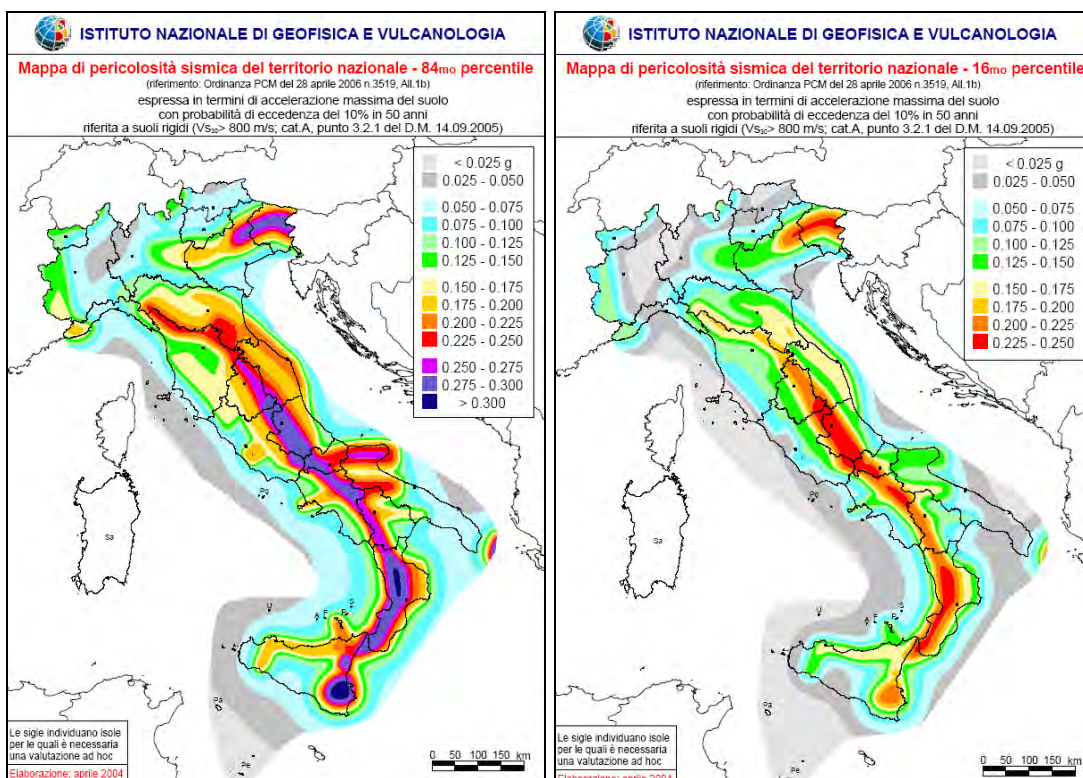 ISTITUTO NAZIONALE DI GEOFISICA E VULCANOLOGIA
Mappa di pericolosità sismica del territorio nazionale - 84mo percentile
(riferimento: Ordinanza PCM del 28 aprile 2006 n.3519, All.1b)
espressa in termini di accelerazione massima del suolo
con probabilità di eccedenza del 10% in 50 anni
riferita a suoli rigidi (Vs30> 800 m/s; cat.A, punto 3.2.1 del D.M. 14.09.2005)
< 0.025 g
0.025 - 0.050
0.050 - 0.075
0.075 - 0.100
0.100 - 0.125
0.125 - 0.150
0.150 - 0.175
0.175 - 0.200
0.200 - 0.225
0.225 - 0.250
0.250 - 0.275
0.275 - 0.300
> 0.300
Po
Sa
U
A
F
P
S
Pa
Pe
Le sigle individuano isole
per le quali è necessaria
una valutazione ad hoc
Elaborazione: aprile 2004
0 50 100 150 km
ISTITUTO NAZIONALE DI GEOFISICA E VULCANOLOGIA
Mappa di pericolosità sismica del territorio nazionale - 16mo percentile
(riferimento: Ordinanza PCM del 28 aprile 2006 n.3519, All.1b)
espressa in termini di accelerazione massima del suolo
con probabilità di eccedenza del 10% in 50 anni
riferita a suoli rigidi (Vs30> 800 m/s; cat.A, punto 3.2.1 del D.M. 14.09.2005)
< 0.025 g
0.025 - 0.050
0.050 - 0.075
0.075 - 0.100
0.100 - 0.125
0.125 - 0.150
0.150 - 0.175
0.175 - 0.200
0.200 - 0.225
0.225 - 0.250
Po
Sa
U
A
F
P
S
Pa
Pe
Le sigle individuano isole
per le quali è necessaria
una valutazione ad hoc
Elaborazione: aprile 2004
0 50 100 150 km